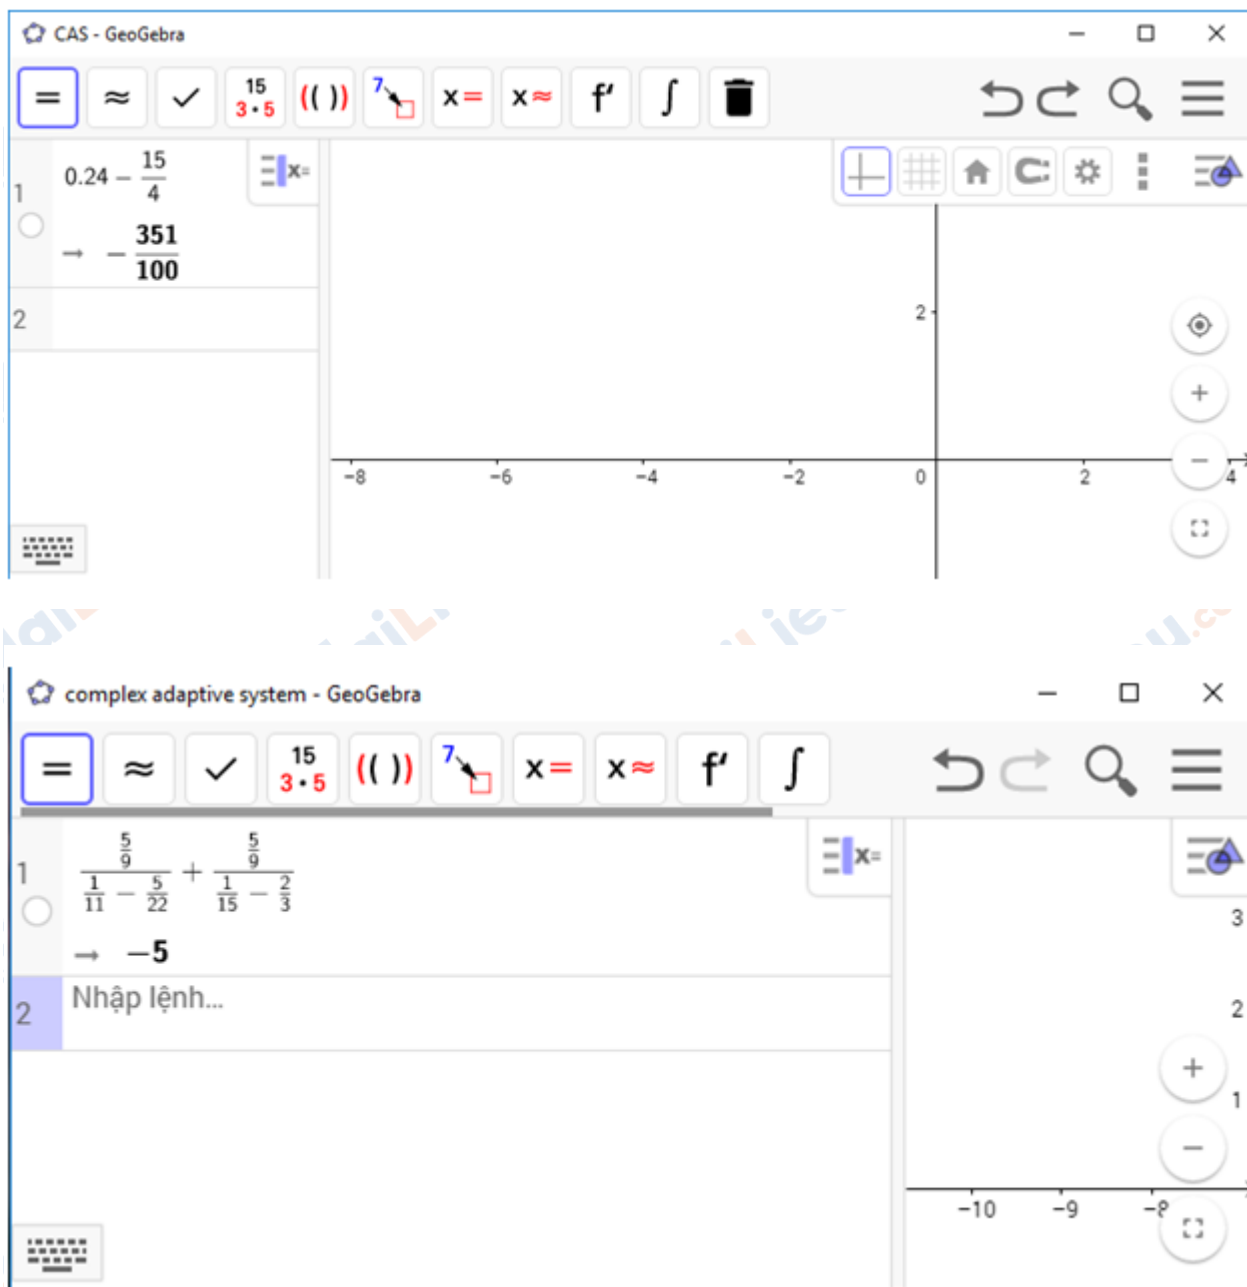 CAS - GeoGebra
= ≈ ✓ 15 3·5 (( )) 7 x= x≈ f′ ∫
1 0.24 − 15/4 x=
→ − 351/100
2
2
−8 −6 −4 −2 0 2 4
complex adaptive system - GeoGebra
= ≈ ✓ 15 3·5 (( )) 7 x= x≈ f′ ∫
1 (5/9)/(1/11 − 5/22) + (5/9)/(1/15 − 2/3) x=
3
→ −5
2 Nhập lệnh...
2
1
−10 −9 −8